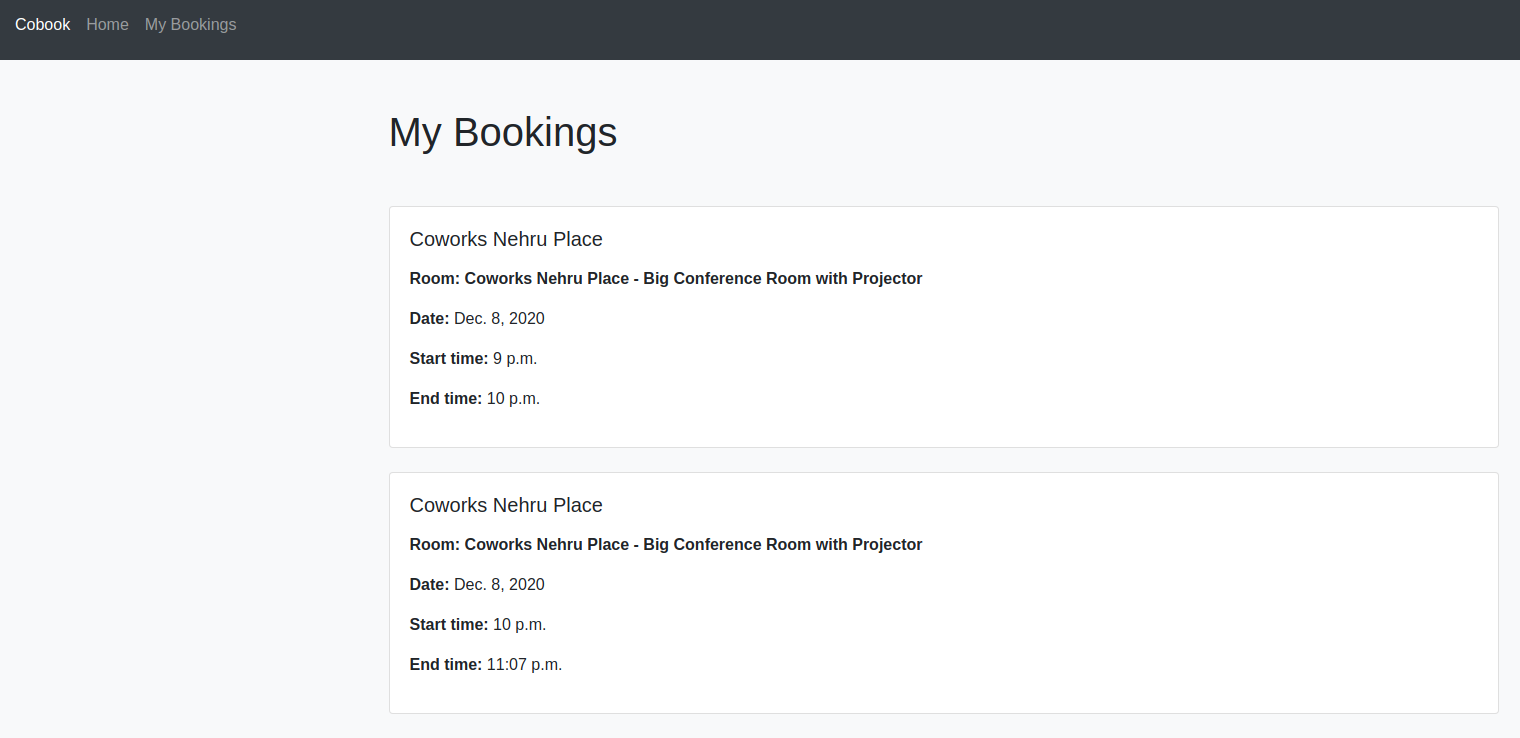 Cobook Home My Bookings
My Bookings
Coworks Nehru Place
Room: Coworks Nehru Place - Big Conference Room with Projector
Date: Dec. 8, 2020
Start time: 9 p.m.
End time: 10 p.m.
Coworks Nehru Place
Room: Coworks Nehru Place - Big Conference Room with Projector
Date: Dec. 8, 2020
Start time: 10 p.m.
End time: 11:07 p.m.